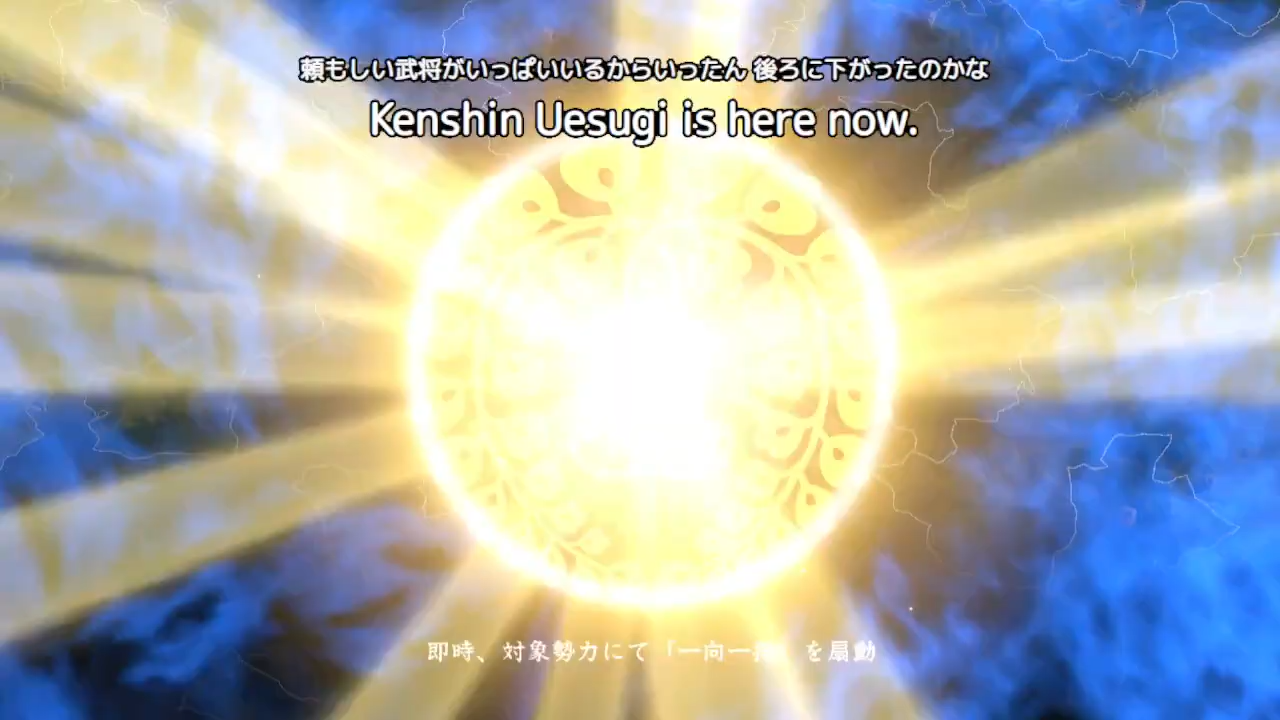 頼もしい武将がいっぱいいるからいったん 後ろに下がったのかな
Kenshin Uesugi is here now.
即時、対象勢力にて「一向一揆」を扇動